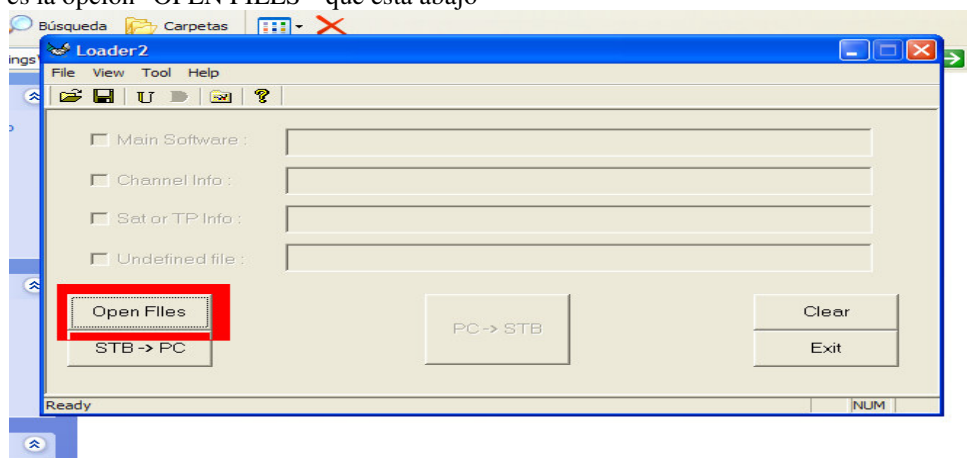 es la opción "OPEN FILES" que está abajo
Búsqueda Carpetas
ings
Loader2
File View Tool Help
U
Main Software :
Channel Info :
Sat or TP Info :
Undefined file :
Open FIles
PC-> STB
Clear
STB -> PC
Exit
Ready
NUM